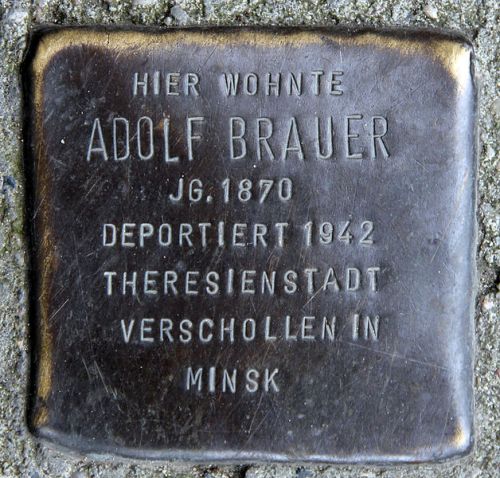 HIER WOHNTE
ADOLF BRAUER
JG. 1870
DEPORTIERT 1942
THERESIENSTADT
VERSCHOLLEN IN
MINSK